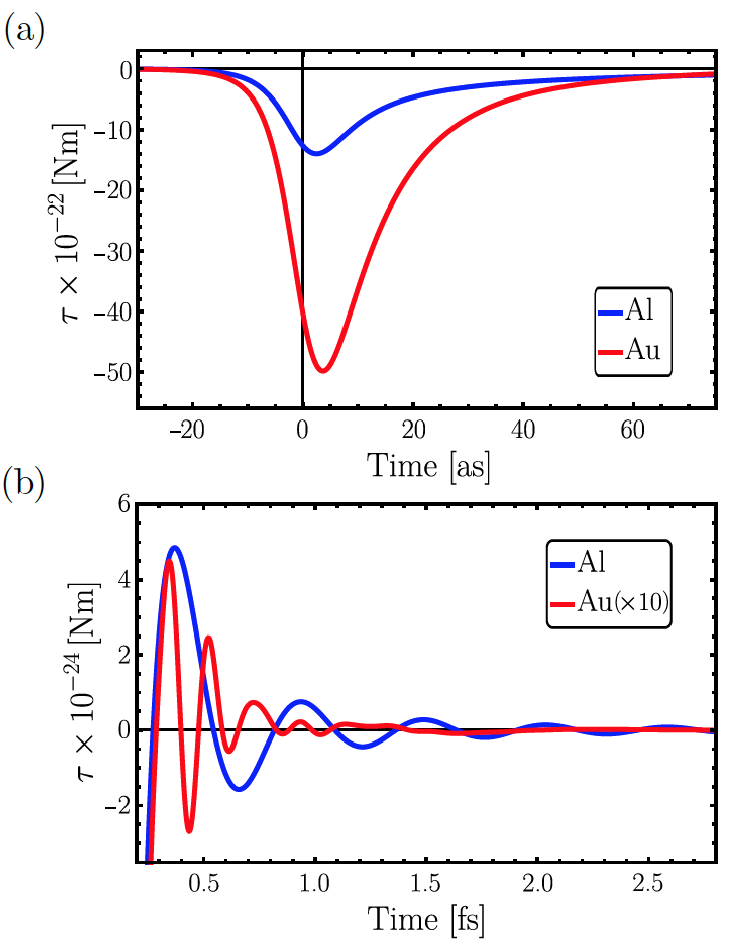 (a)
τ × 10⁻²² [Nm]
0
−10
−20
−30
−40
−50
Al
Au
−20 0 20 40 60
Time [as]
(b)
τ × 10⁻²⁴ [Nm]
6
4
2
0
−2
Al
Au(×10)
0.5 1.0 1.5 2.0 2.5
Time [fs]